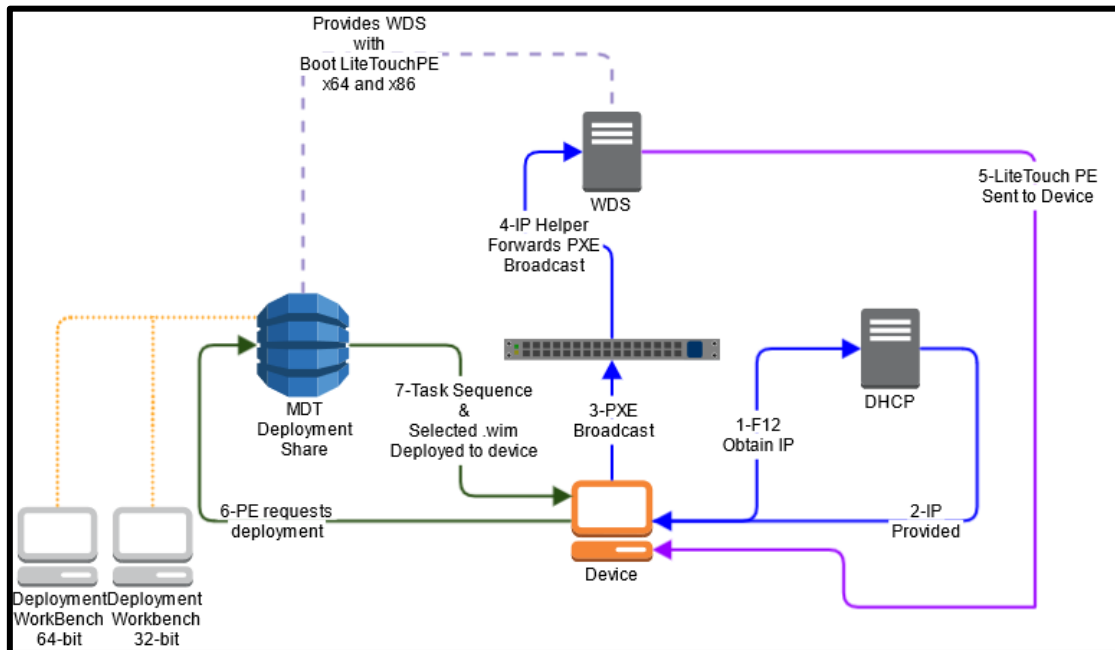 Provides WDS
with
Boot LiteTouchPE
x64 and x86
WDS
5-LiteTouch PE
Sent to Device
4-IP Helper
Forwards PXE
Broadcast
MDT
Deployment
Share
7-Task Sequence
&
Selected .wim
Deployed to device
3-PXE
Broadcast
1-F12
Obtain IP
DHCP
6-PE requests
deployment
2-IP
Provided
Device
Deployment
WorkBench
64-bit
Deployment
Workbench
32-bit